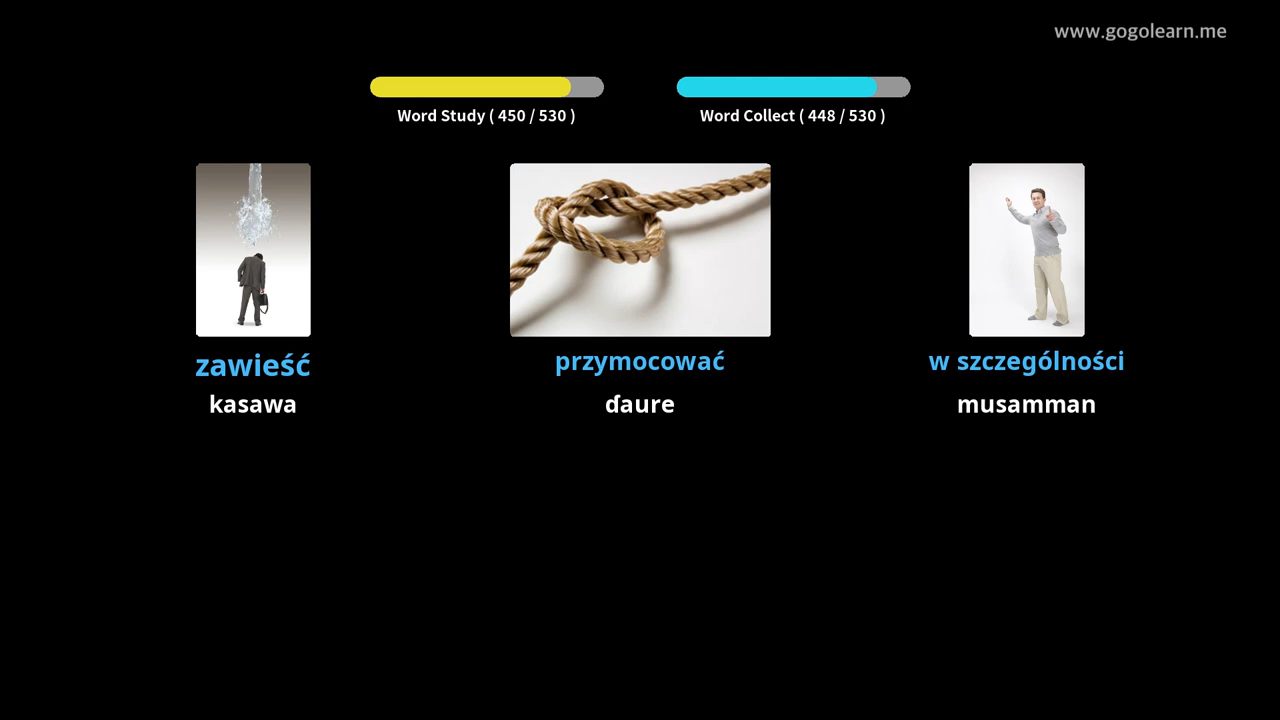 www.gogolearn.me
Word Study ( 450 / 530 )
Word Collect ( 448 / 530 )
zawieść
przymocować
w szczególności
kasawa
ɗaure
musamman